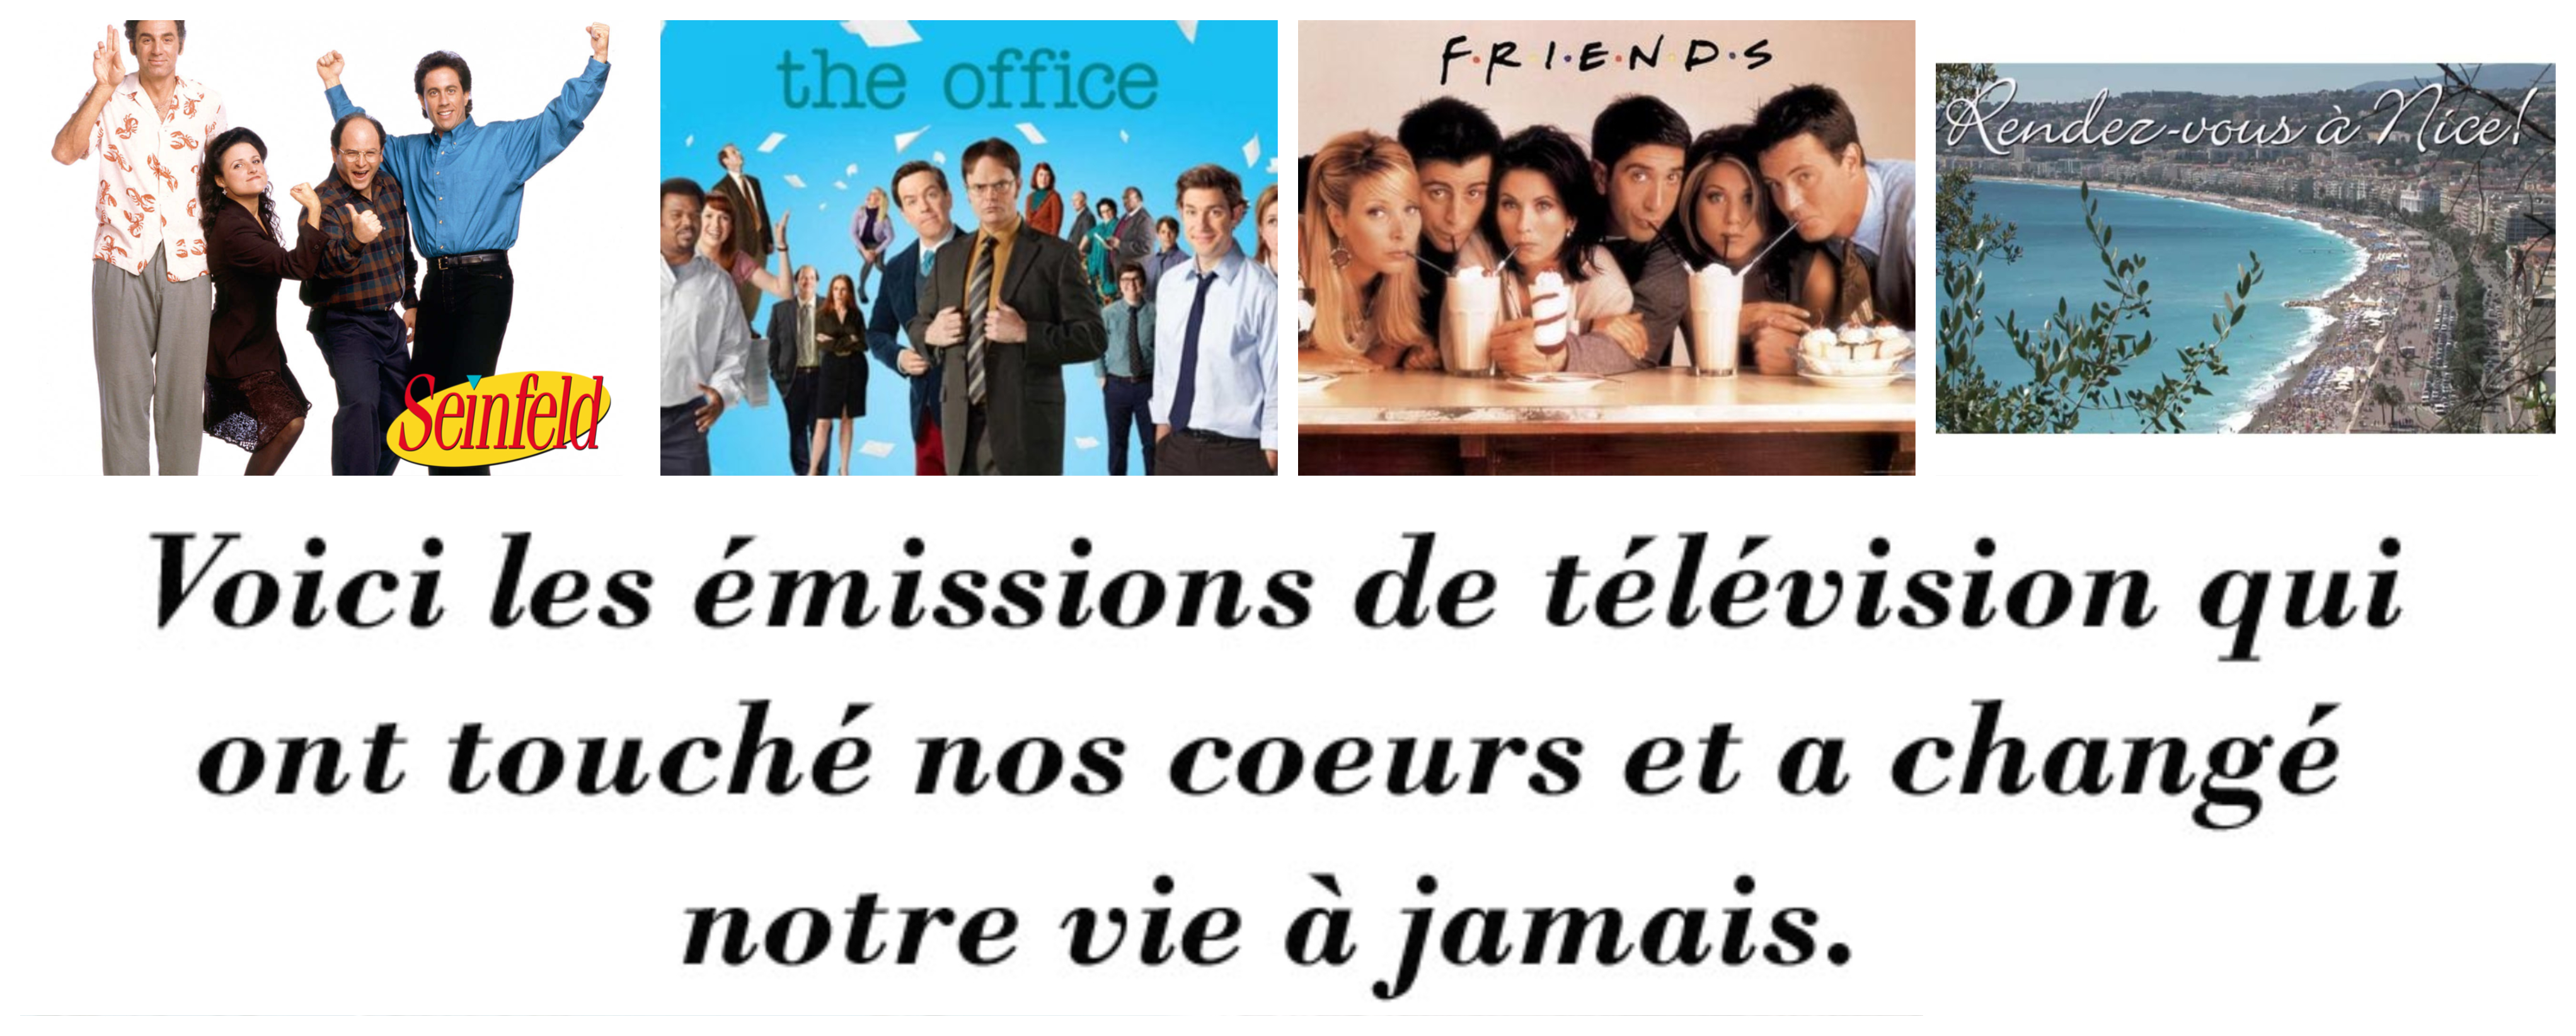 Seinfeld
the office
F·R·I·E·N·D·S
Rendez-vous à Nice!
Voici les émissions de télévision qui
ont touché nos coeurs et a changé
notre vie à jamais.